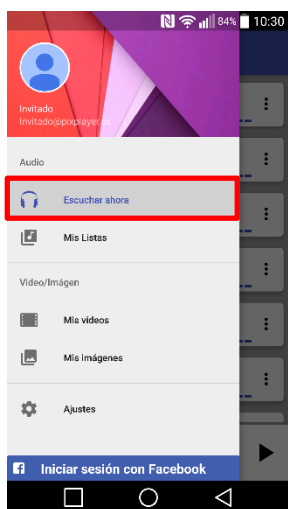 84% 10:30
Invitado
Invitado@pixplayer.es
Audio
Escuchar ahora
Mis Listas
Video/Imágen
Mis videos
Mis imágenes
Ajustes
Iniciar sesión con Facebook